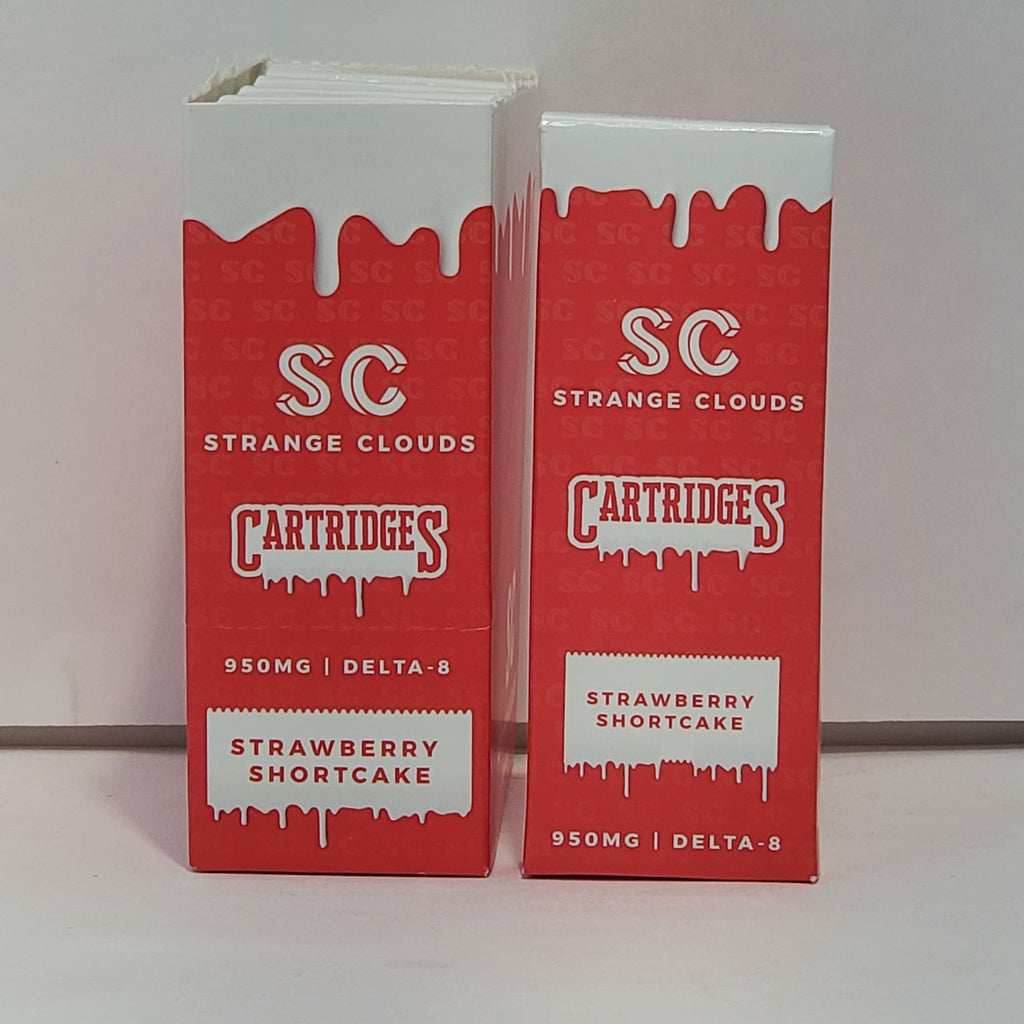 SC
STRANGE CLOUDS
CARTRIDGES
950MG | DELTA-8
STRAWBERRY
SHORTCAKE
SC
STRANGE CLOUDS
CARTRIDGES
STRAWBERRY
SHORTCAKE
950MG | DELTA-8